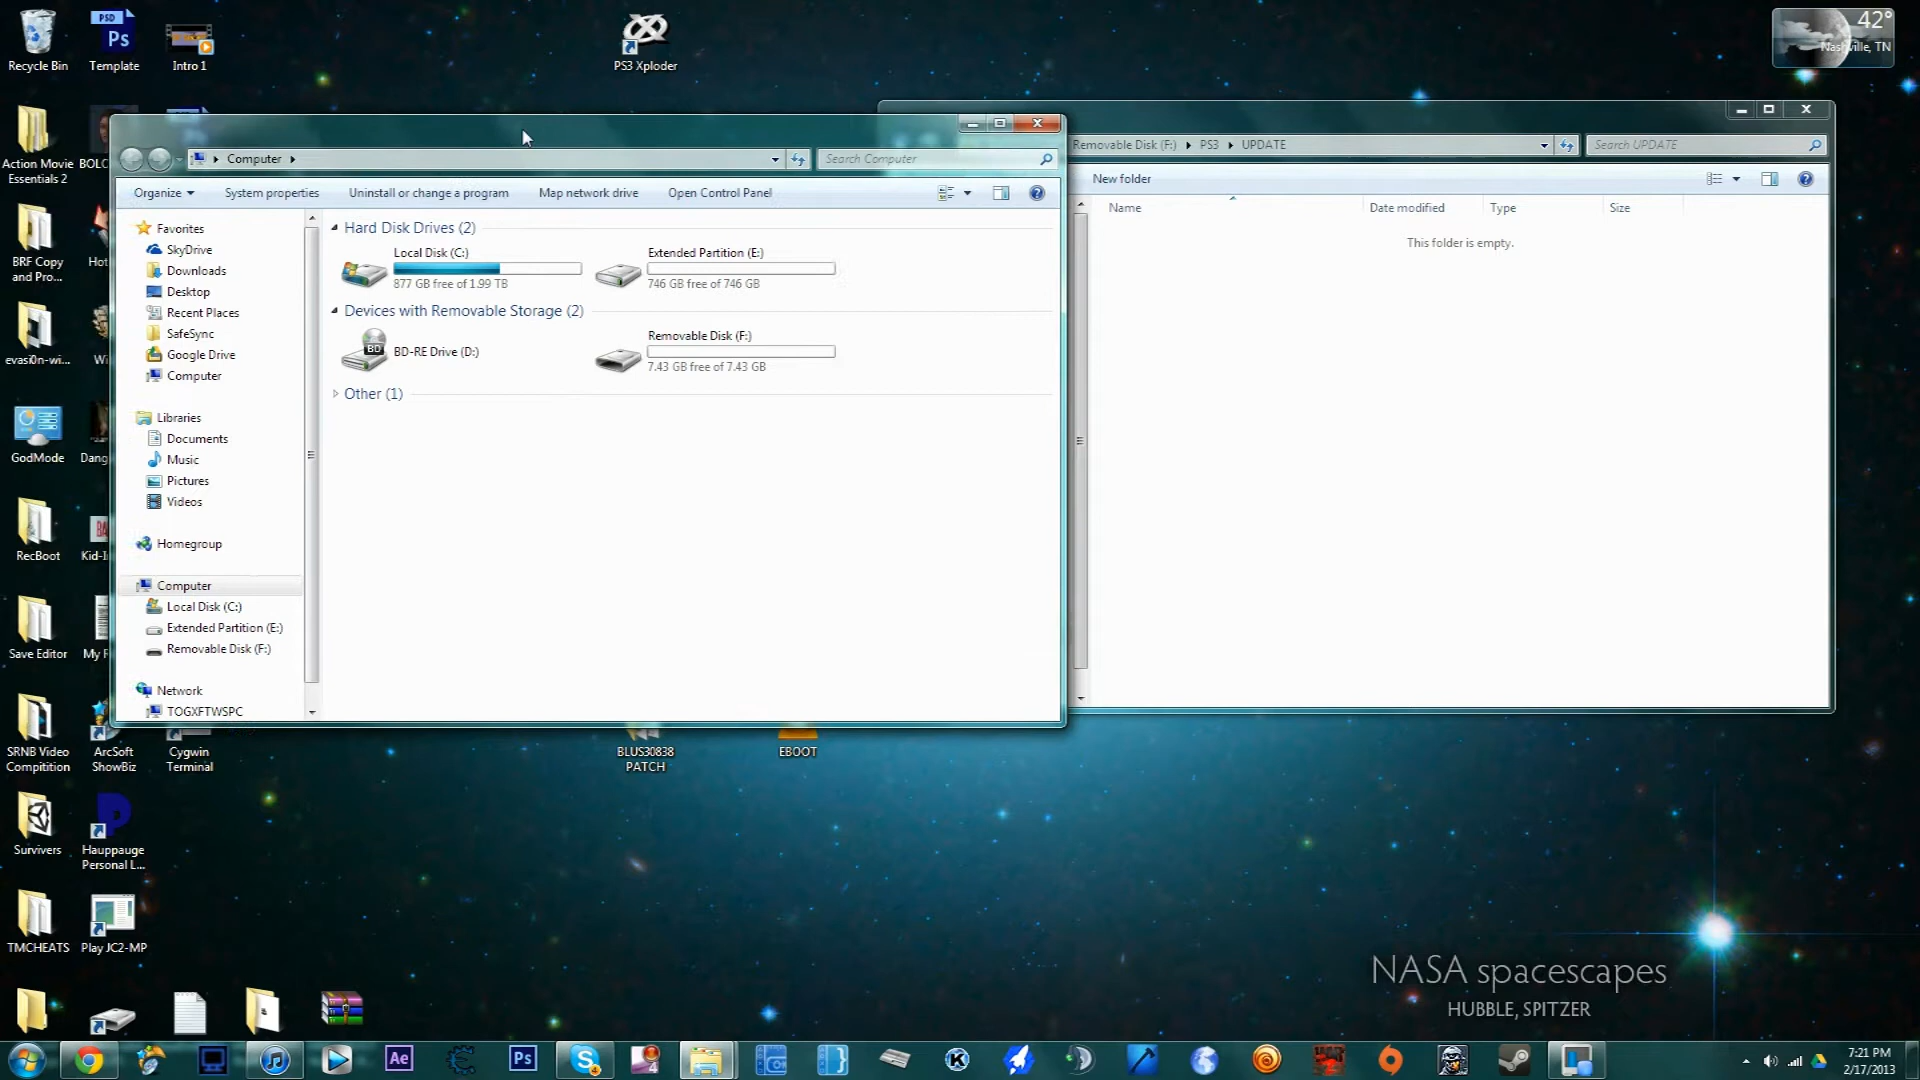 Recycle Bin
Template
Intro 1
PS3 Xploder
42°
Nashville, TN
Action Movie Essentials 2
BOLC
BRF Copy and Pro...
Hot
evasi0n-wi...
Wi
GodMode
Dang
RecBoot
Kid-I
Save Editor
My F
SRNB Video Compitition
ArcSoft ShowBiz
Cygwin Terminal
BLUS30838 PATCH
EBOOT
Survivers
Hauppauge Personal L...
TMCHEATS
Play JC2-MP
Computer
Search Computer
Organize
System properties
Uninstall or change a program
Map network drive
Open Control Panel
Favorites
SkyDrive
Downloads
Desktop
Recent Places
SafeSync
Google Drive
Computer
Libraries
Documents
Music
Pictures
Videos
Homegroup
Computer
Local Disk (C:)
Extended Partition (E:)
Removable Disk (F:)
Network
TOGXFTWSPC
Hard Disk Drives (2)
Local Disk (C:)
877 GB free of 1.99 TB
Extended Partition (E:)
746 GB free of 746 GB
Devices with Removable Storage (2)
BD
BD-RE Drive (D:)
Removable Disk (F:)
7.43 GB free of 7.43 GB
Other (1)
Removable Disk (F:)
PS3
UPDATE
Search UPDATE
New folder
Name
Date modified
Type
Size
This folder is empty.
NASA spacescapes
HUBBLE, SPITZER
7:21 PM
2/17/2013